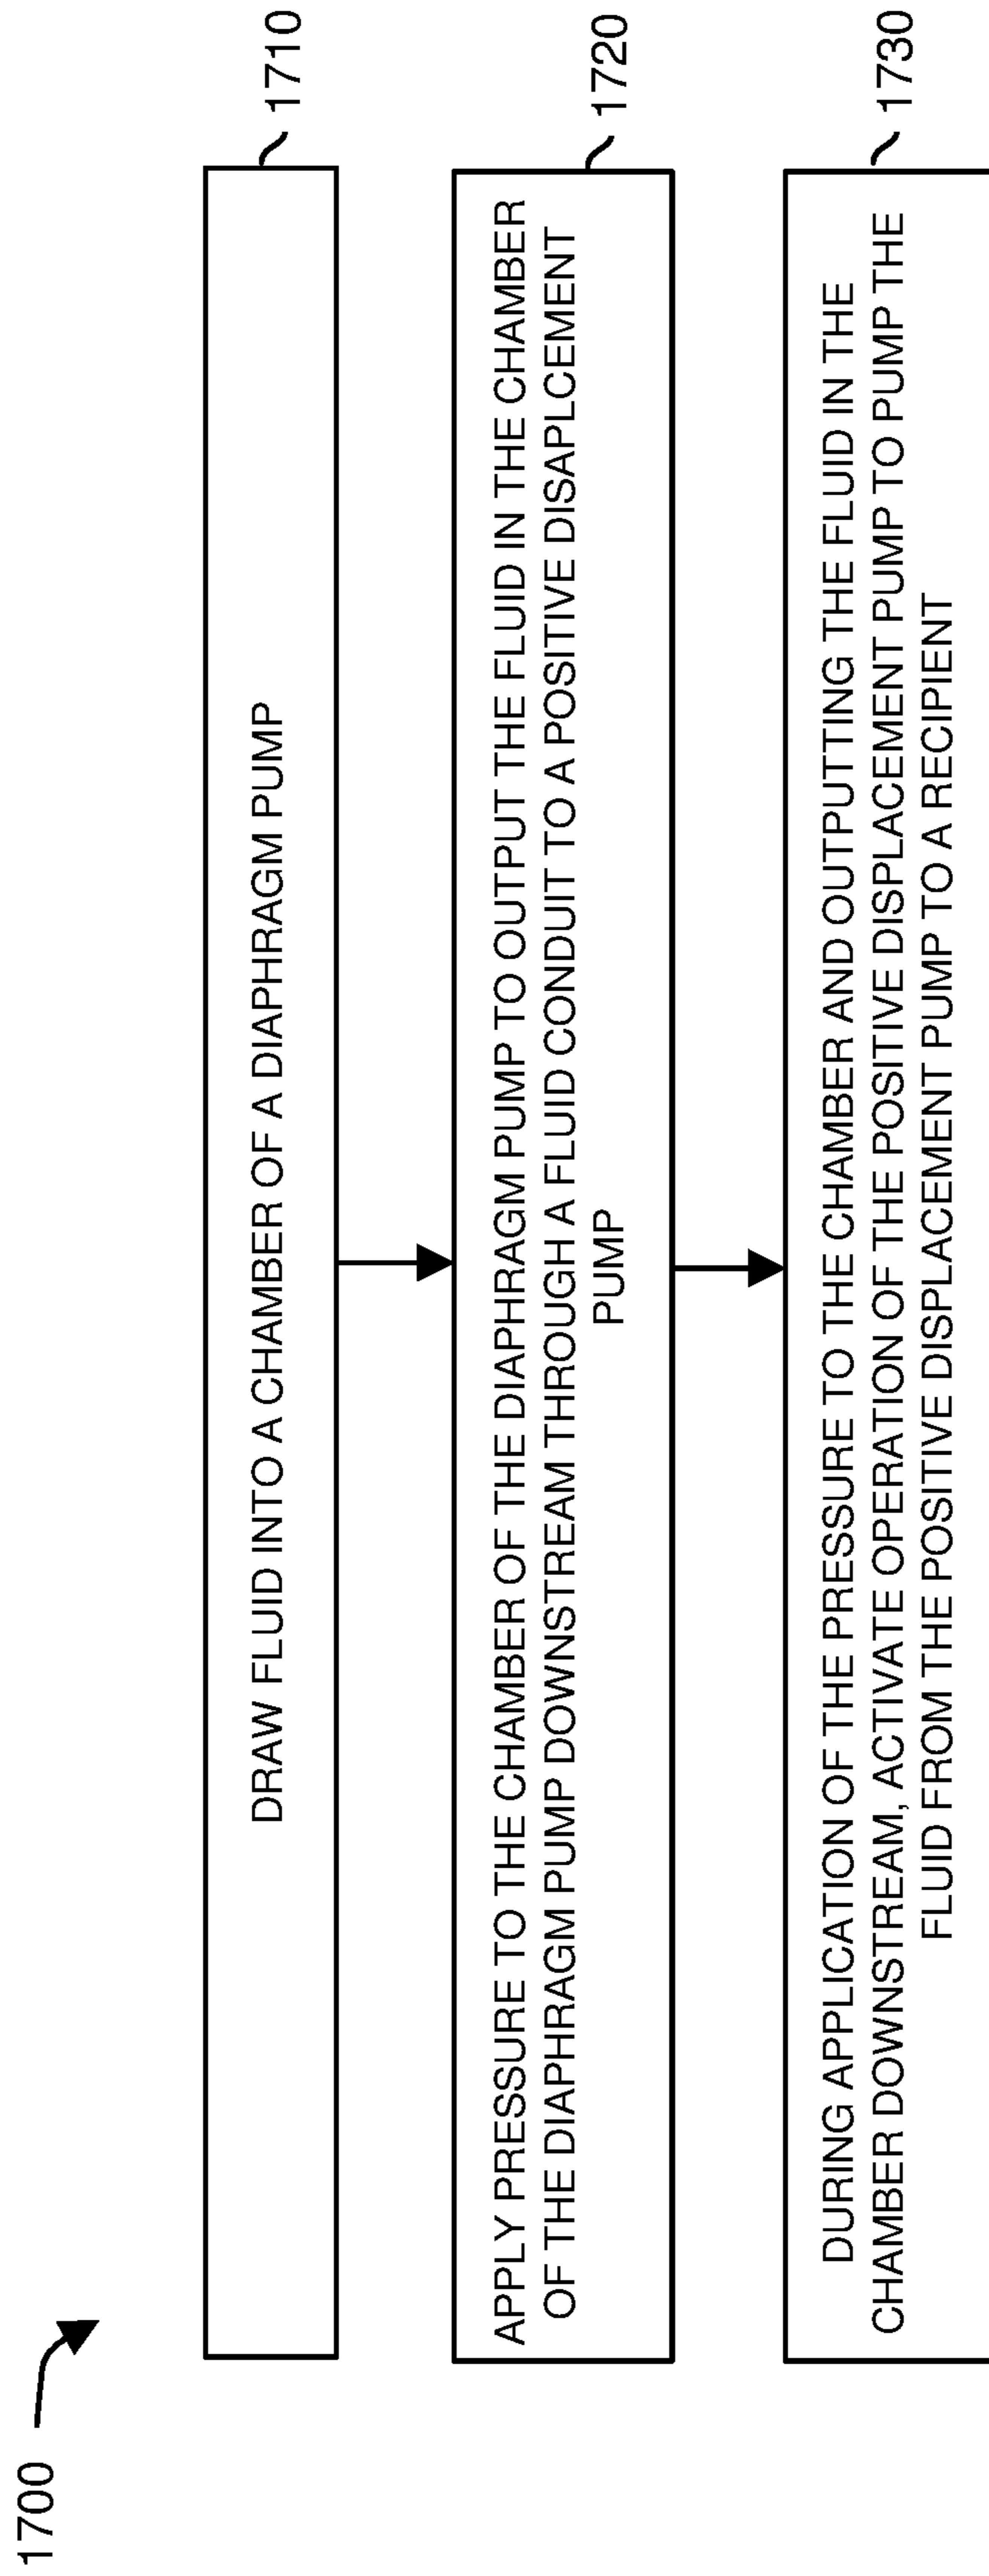 1700
DRAW FLUID INTO A CHAMBER OF A DIAPHRAGM PUMP
1710
APPLY PRESSURE TO THE CHAMBER OF THE DIAPHRAGM PUMP TO OUTPUT THE FLUID IN THE CHAMBER
OF THE DIAPHRAGM PUMP DOWNSTREAM THROUGH A FLUID CONDUIT TO A POSITIVE DISAPLCEMENT
PUMP
1720
DURING APPLICATION OF THE PRESSURE TO THE CHAMBER AND OUTPUTTING THE FLUID IN THE
CHAMBER DOWNSTREAM, ACTIVATE OPERATION OF THE POSITIVE DISPLACEMENT PUMP TO PUMP THE
FLUID FROM THE POSITIVE DISPLACEMENT PUMP TO A RECIPIENT
1730